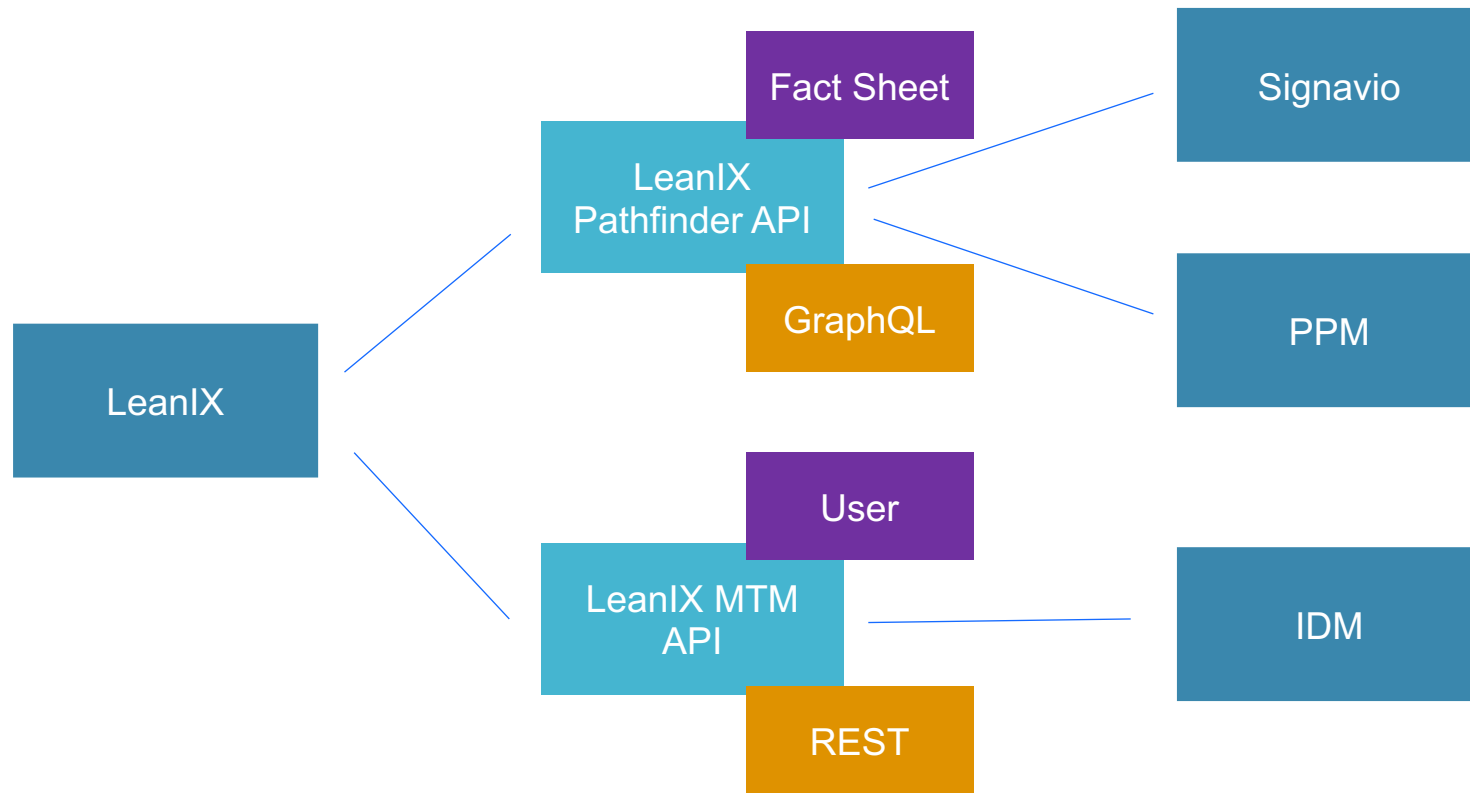 Fact Sheet
Signavio
LeanIX
Pathfinder API
GraphQL
PPM
LeanIX
User
LeanIX MTM
API
IDM
REST